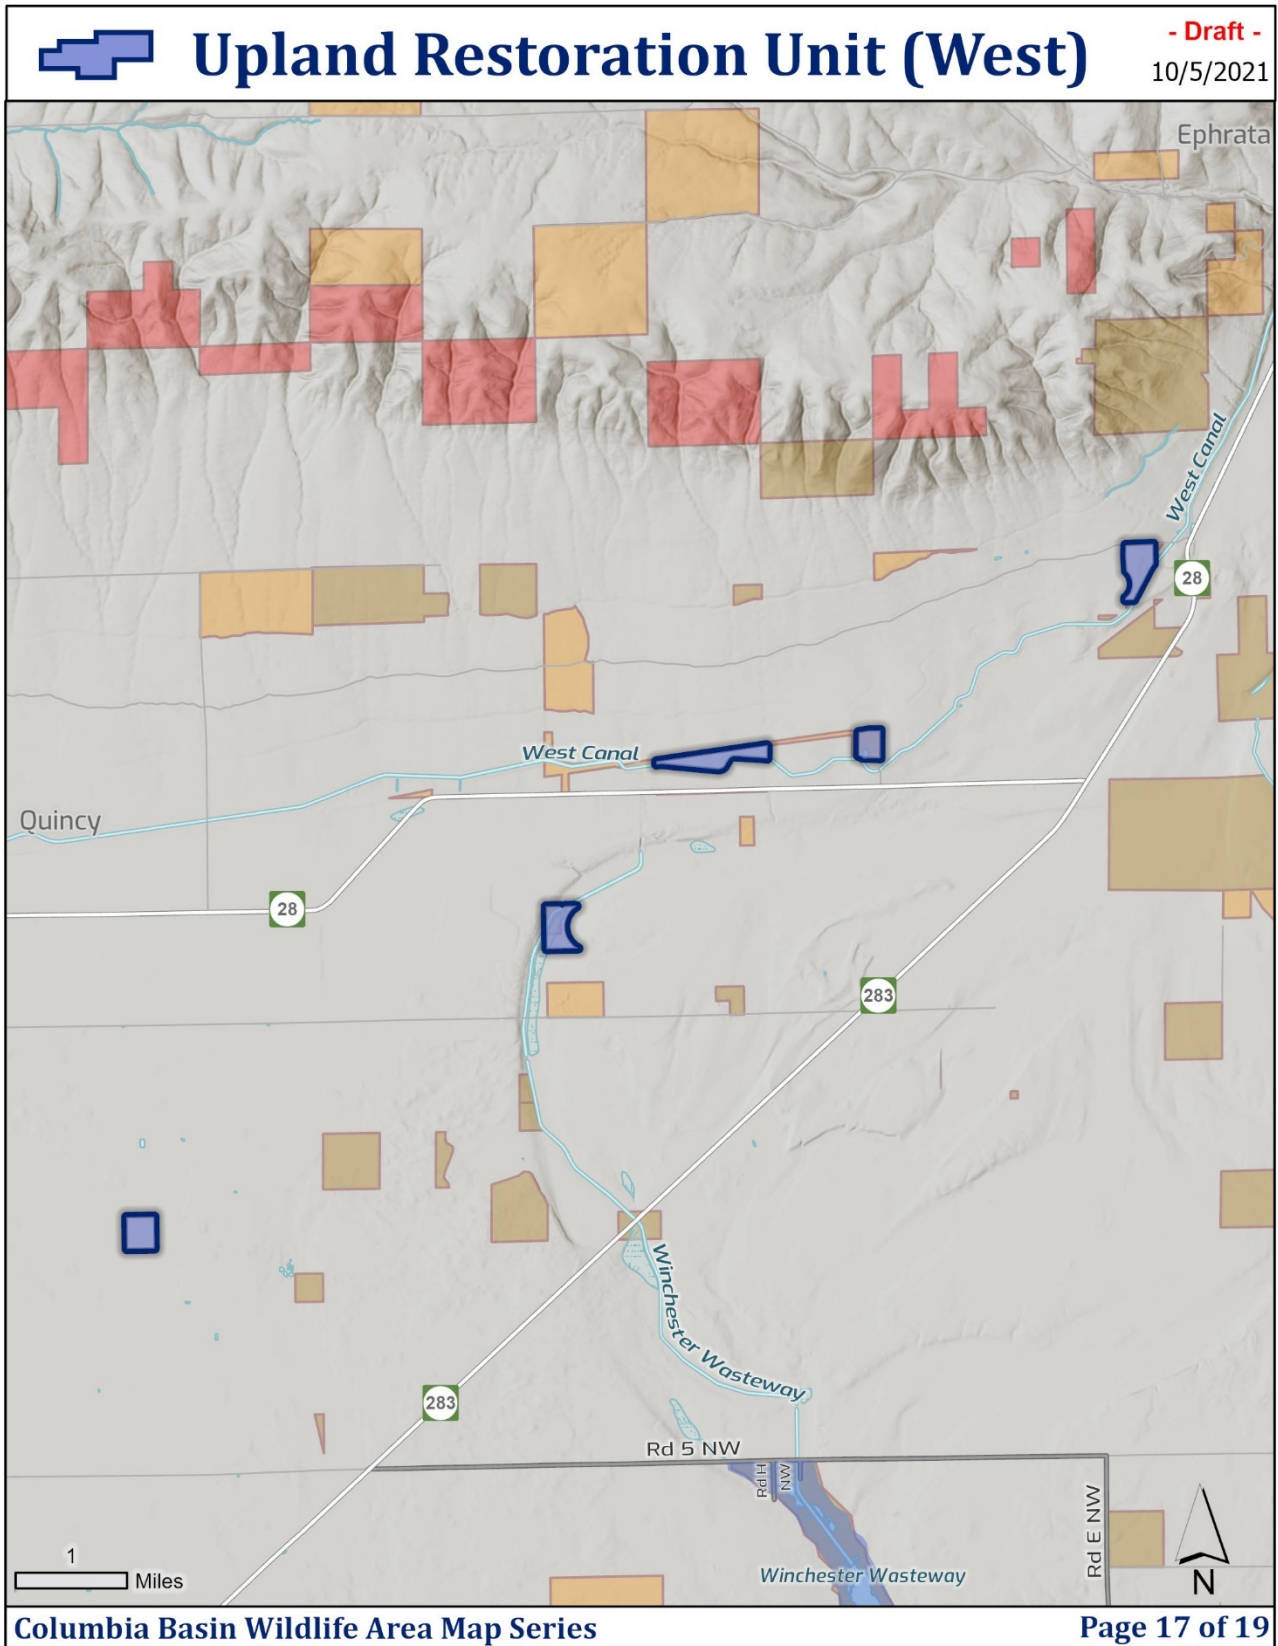 Upland Restoration Unit (West)
- Draft -
10/5/2021
Ephrata
West Canal
28
West Canal
Quincy
28
283
Winchester Wasteway
283
Rd 5 NW
Rd H NW
Rd E NW
1
Miles
Winchester Wasteway
N
Columbia Basin Wildlife Area Map Series
Page 17 of 19